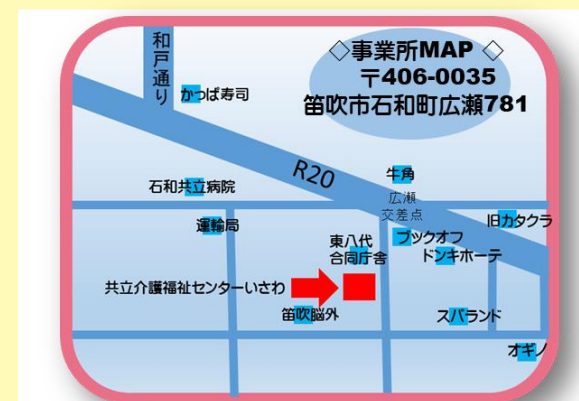 ◇事業所MAP ◇
〒406-0035
笛吹市石和町広瀬781
和戸通り
かっぱ寿司
R20
牛角
石和共立病院
広瀬
交差点
旧カタクラ
運輸局
東八代
合同庁舎
ブックオフ
ドンキホーテ
共立介護福祉センターいさわ
笛吹脳外
スパランド
オギノ